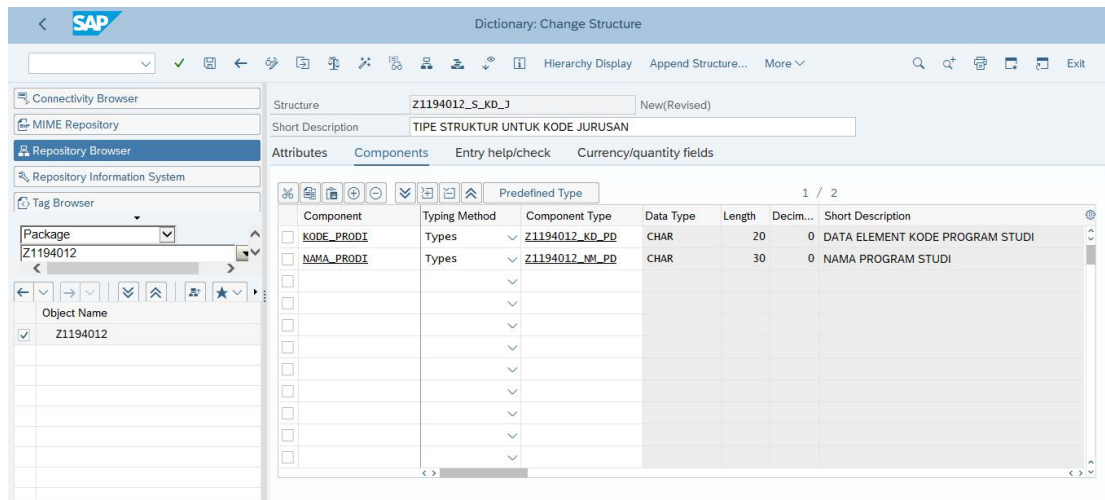 SAP
Dictionary: Change Structure
Hierarchy Display Append Structure... More Exit
Connectivity Browser
MIME Repository
Repository Browser
Repository Information System
Tag Browser
Package
Z1194012
Object Name
Z1194012
Structure Z1194012_S_KD_J New(Revised)
Short Description TIPE STRUKTUR UNTUK KODE JURUSAN
Attributes Components Entry help/check Currency/quantity fields
Predefined Type 1 / 2
Component Typing Method Component Type Data Type Length Decim... Short Description
KODE_PRODI Types Z1194012_KD_PD CHAR 20 0 DATA ELEMENT KODE PROGRAM STUDI
NAMA_PRODI Types Z1194012_NM_PD CHAR 30 0 NAMA PROGRAM STUDI